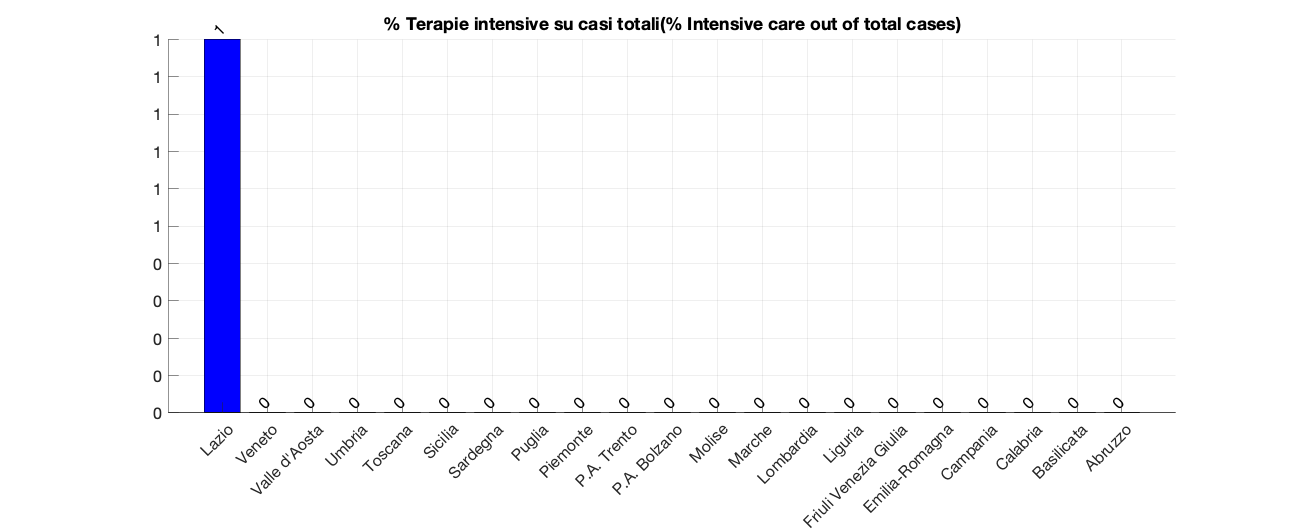 % Terapie intensive su casi totali(% Intensive care out of total cases)
1
1
1
1
1
1
1
0
0
0
0
0
0 0 0 0 0 0 0 0 0 0 0 0 0 0 0 0 0 0 0 0
Lazio
Veneto
Valle d'Aosta
Umbria
Toscana
Sicilia
Sardegna
Puglia
Piemonte
P.A. Trento
P.A. Bolzano
Molise
Marche
Lombardia
Liguria
Friuli Venezia Giulia
Emilia-Romagna
Campania
Calabria
Basilicata
Abruzzo